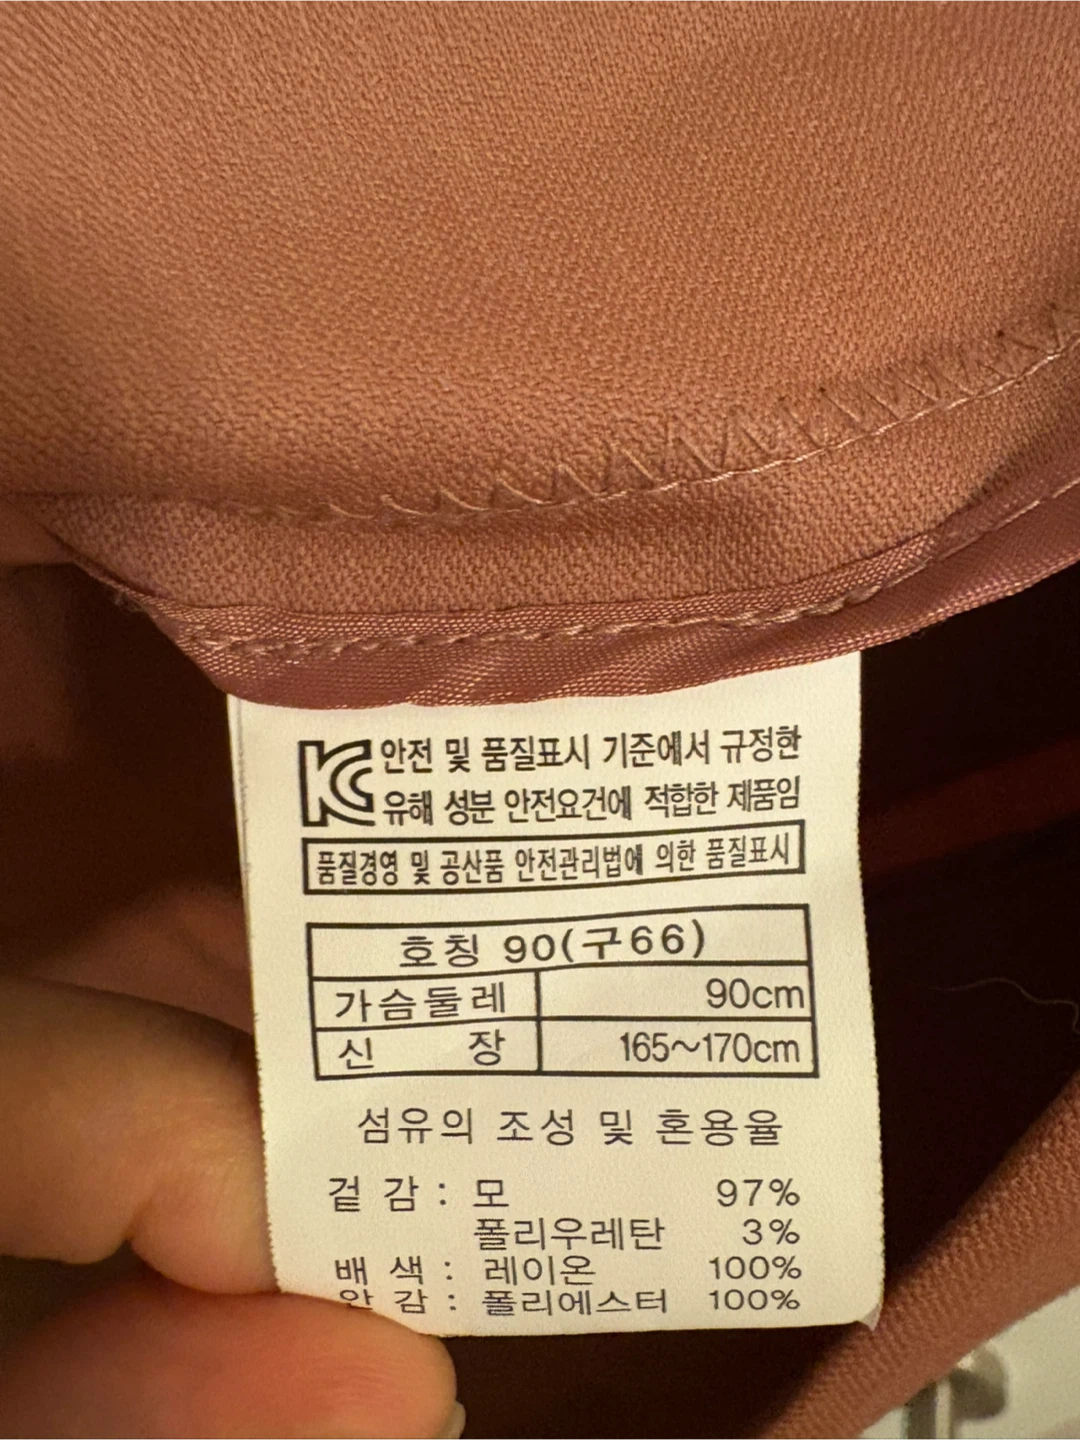 KC 안전 및 품질표시 기준에서 규정한
유해 성분 안전요건에 적합한 제품임
품질경영 및 공산품 안전관리법에 의한 품질표시
호칭 90(구66)
가슴둘레 90cm
신 장 165~170cm
섬유의 조성 및 혼용율
겉 감 : 모 97%
폴리우레탄 3%
배 색 : 레이온 100%
안 감 : 폴리에스터 100%